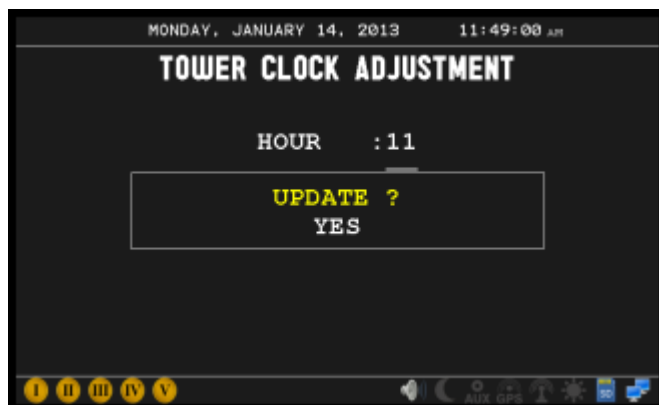 MONDAY, JANUARY 14, 2013 11:49:00 AM
TOWER CLOCK ADJUSTMENT
HOUR :11
UPDATE ?
YES
I II III IV V AUX GPS SD